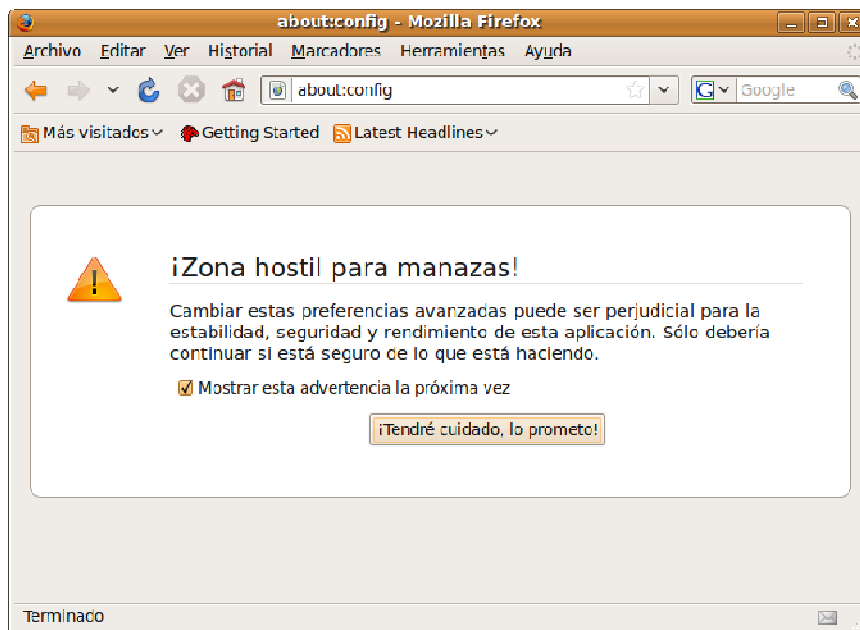 about:config - Mozilla Firefox
Archivo Editar Ver Historial Marcadores Herramientas Ayuda
about:config G Google
Más visitados Getting Started Latest Headlines
¡Zona hostil para manazas!
Cambiar estas preferencias avanzadas puede ser perjudicial para la
estabilidad, seguridad y rendimiento de esta aplicación. Sólo debería
continuar si está seguro de lo que está haciendo.
Mostrar esta advertencia la próxima vez
¡Tendré cuidado, lo prometo!
Terminado